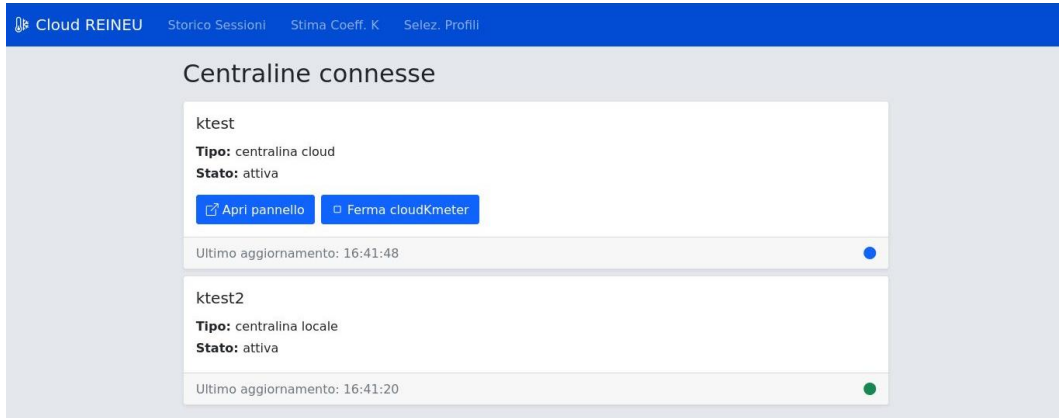 Cloud REINEU Storico Sessioni Stima Coeff. K Selez. Profili
Centraline connesse
ktest
Tipo: centralina cloud
Stato: attiva
Apri pannello Ferma cloudKmeter
Ultimo aggiornamento: 16:41:48
ktest2
Tipo: centralina locale
Stato: attiva
Ultimo aggiornamento: 16:41:20